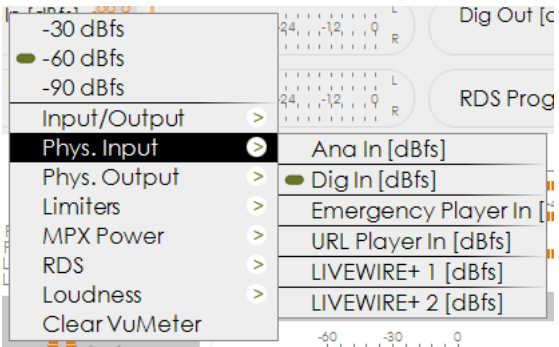 -30 dBfs
-60 dBfs
-90 dBfs
Input/Output >
Phys. Input >
Phys. Output >
Limiters >
MPX Power >
RDS >
Loudness >
Clear VuMeter
Ana In [dBfs]
Dig In [dBfs]
Emergency Player In [
URL Player In [dBfs]
LIVEWIRE+ 1 [dBfs]
LIVEWIRE+ 2 [dBfs]
L
-24 -12 0
R
Dig Out [d
L
-24 -12 0
R
RDS Prog
-60 -30 0